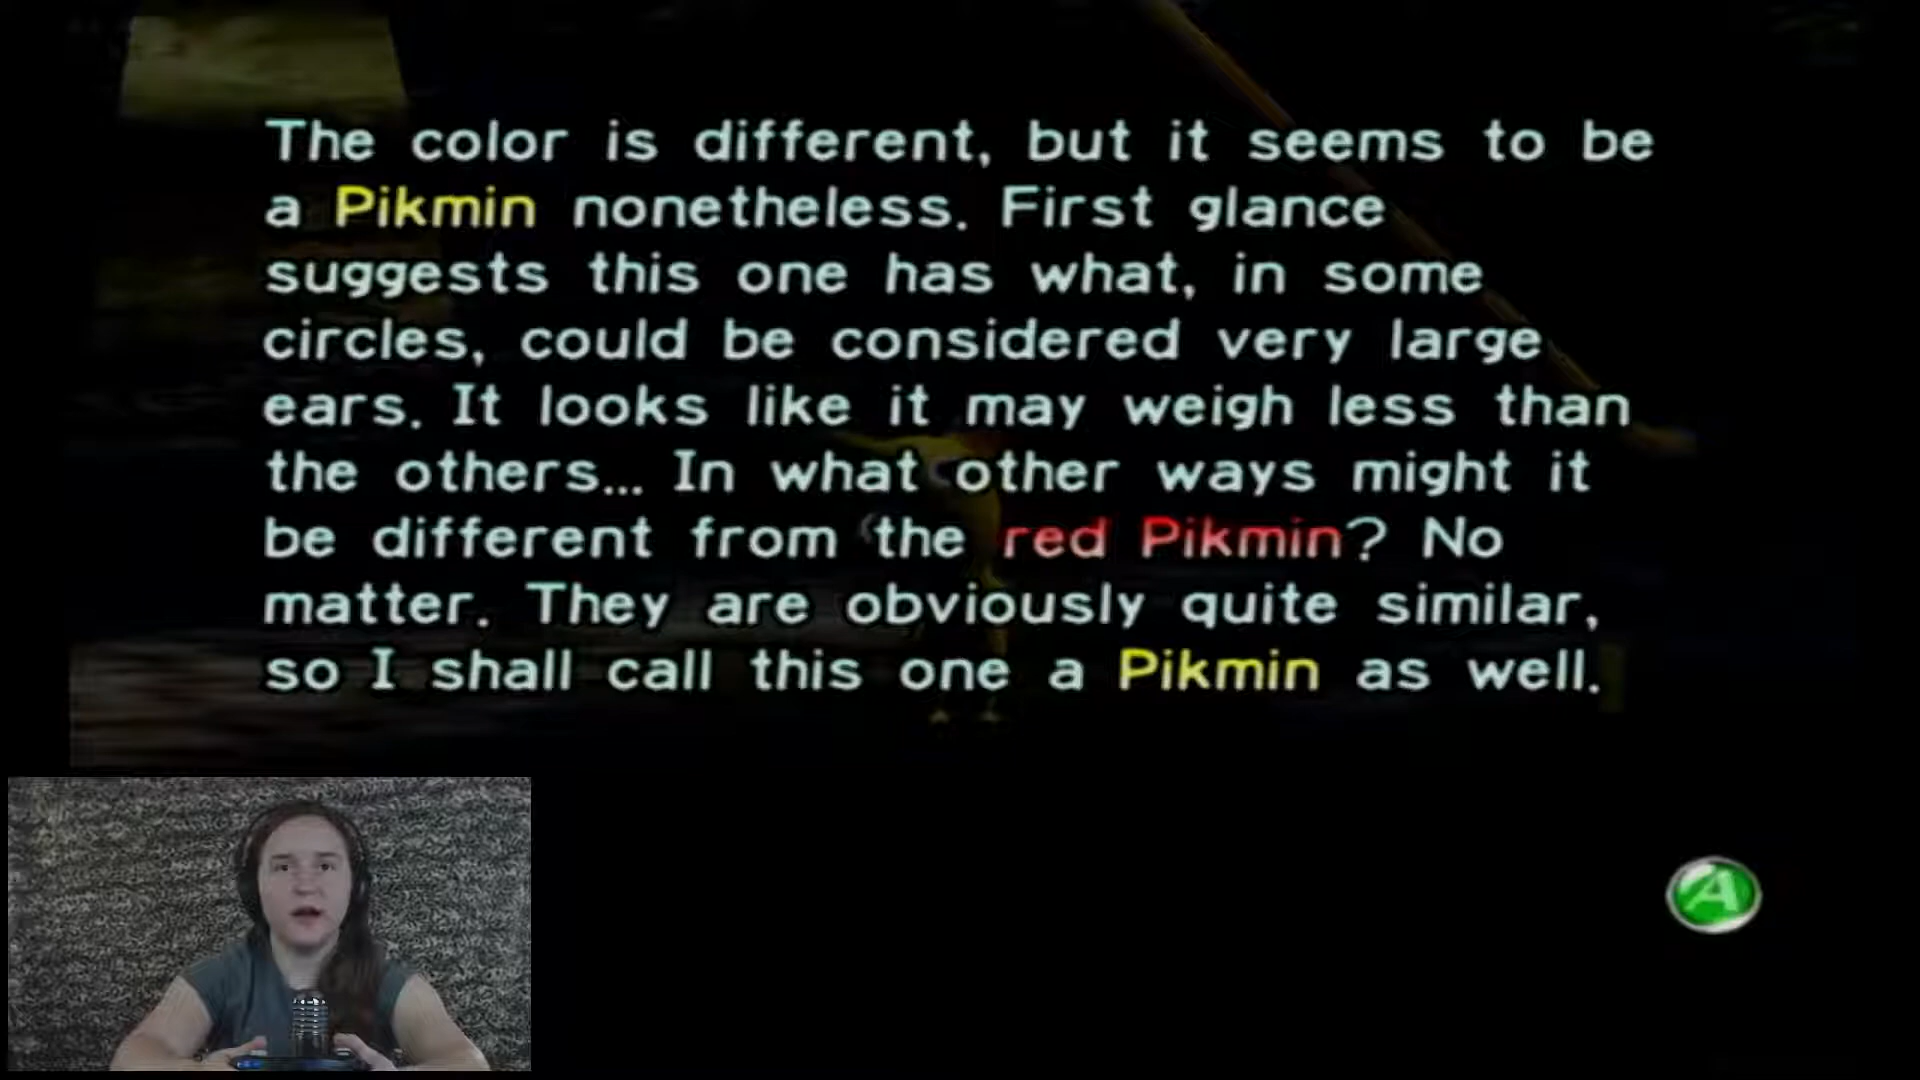 The color is different, but it seems to be
a Pikmin nonetheless. First glance
suggests this one has what, in some
circles, could be considered very large
ears. It looks like it may weigh less than
the others... In what other ways might it
be different from the red Pikmin? No
matter. They are obviously quite similar,
so I shall call this one a Pikmin as well.
A